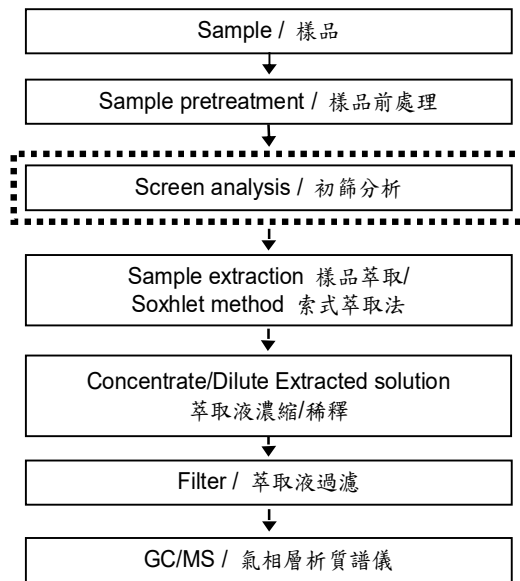 Sample / 樣品
Sample pretreatment / 樣品前處理
Screen analysis / 初篩分析
Sample extraction 樣品萃取/
Soxhlet method 索式萃取法
Concentrate/Dilute Extracted solution
萃取液濃縮/稀釋
Filter / 萃取液過濾
GC/MS / 氣相層析質譜儀